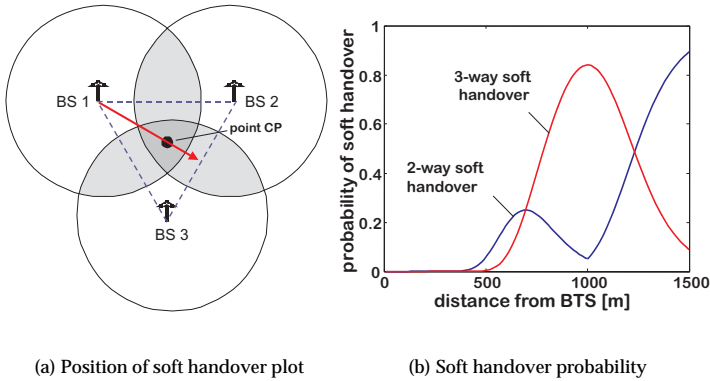 BS 1
BS 2
point CP
BS 3
(a) Position of soft handover plot
probability of soft handover
1
0.8
0.6
0.4
0.2
0
3-way soft
handover
2-way soft
handover
0
500
1000
1500
distance from BTS [m]
(b) Soft handover probability